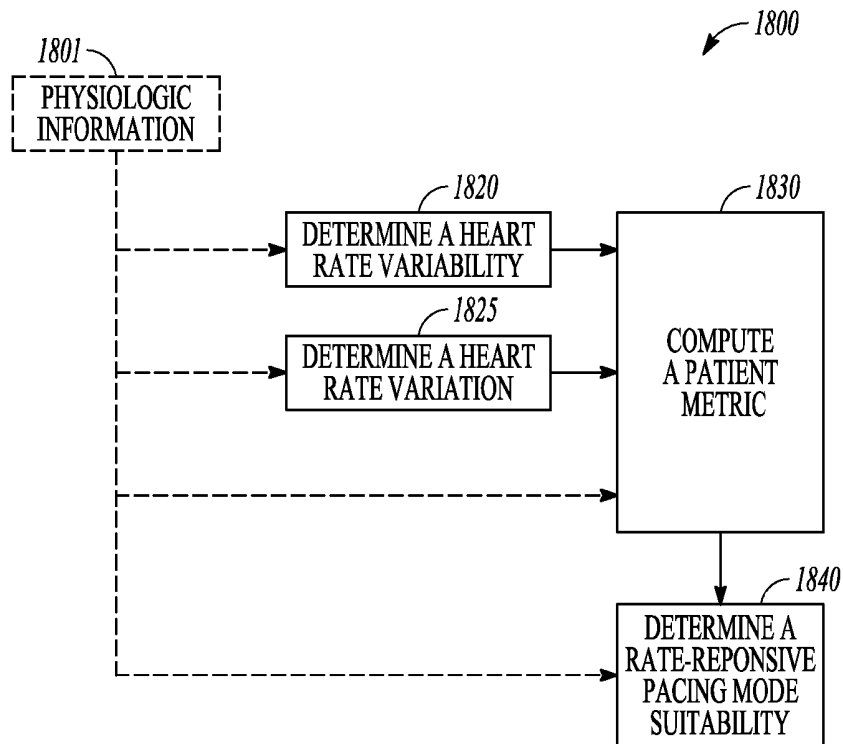 1800
1801
PHYSIOLOGIC
INFORMATION
1820
DETERMINE A HEART
RATE VARIABILITY
1825
DETERMINE A HEART
RATE VARIATION
1830
COMPUTE
A PATIENT
METRIC
1840
DETERMINE A
RATE-REPONSIVE
PACING MODE
SUITABILITY